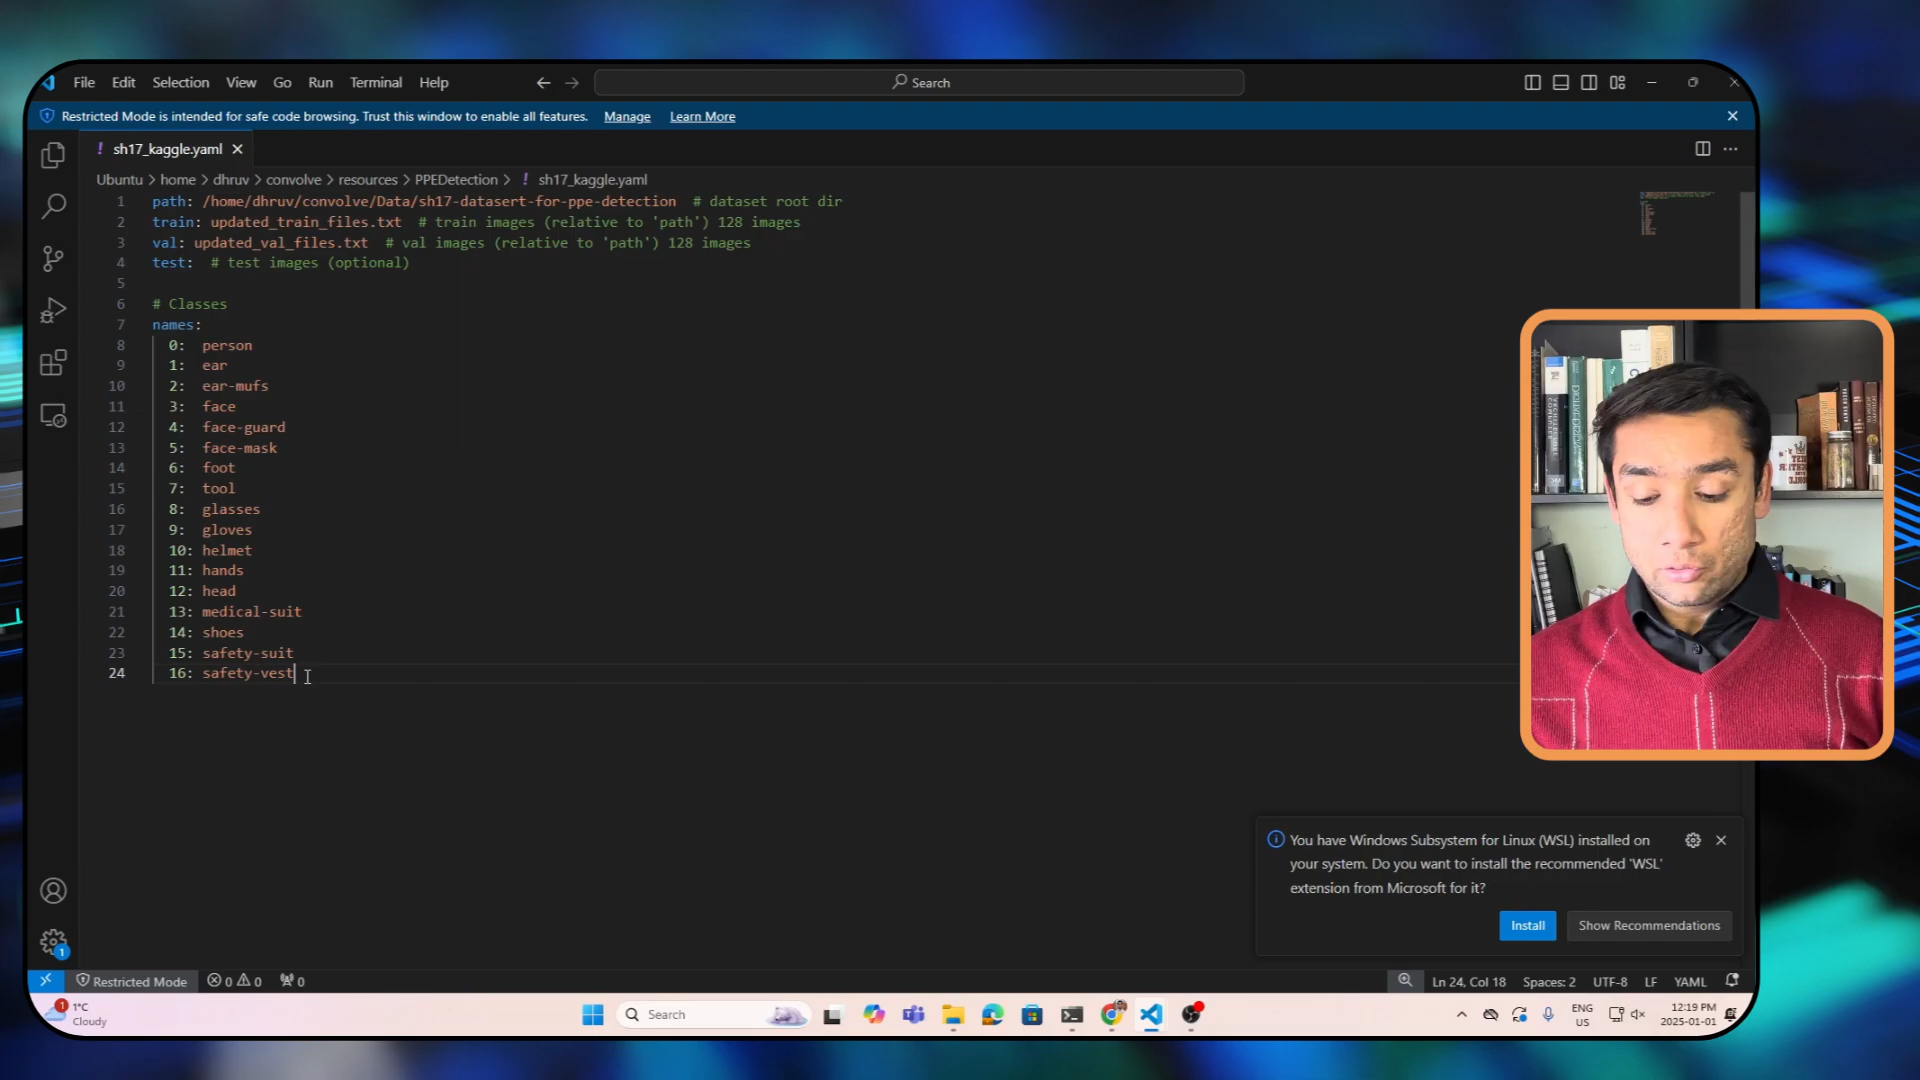 File Edit Selection View Go Run Terminal Help
Search
Restricted Mode is intended for safe code browsing. Trust this window to enable all features. Manage Learn More
! sh17_kaggle.yaml
Ubuntu > home > dhruv > convolve > resources > PPEDetection > ! sh17_kaggle.yaml
1 path: /home/dhruv/convolve/Data/sh17-datasert-for-ppe-detection # dataset root dir
2 train: updated_train_files.txt # train images (relative to 'path') 128 images
3 val: updated_val_files.txt # val images (relative to 'path') 128 images
4 test: # test images (optional)
5
6 # Classes
7 names:
8 0: person
9 1: ear
10 2: ear-mufs
11 3: face
12 4: face-guard
13 5: face-mask
14 6: foot
15 7: tool
16 8: glasses
17 9: gloves
18 10: helmet
19 11: hands
20 12: head
21 13: medical-suit
22 14: shoes
23 15: safety-suit
24 16: safety-vest
You have Windows Subsystem for Linux (WSL) installed on
your system. Do you want to install the recommended 'WSL'
extension from Microsoft for it?
Install Show Recommendations
1
Restricted Mode 0 0 0 Ln 24, Col 18 Spaces: 2 UTF-8 LF YAML
1 1°C
Cloudy
Search
ENG
US
12:19 PM
2025-01-01